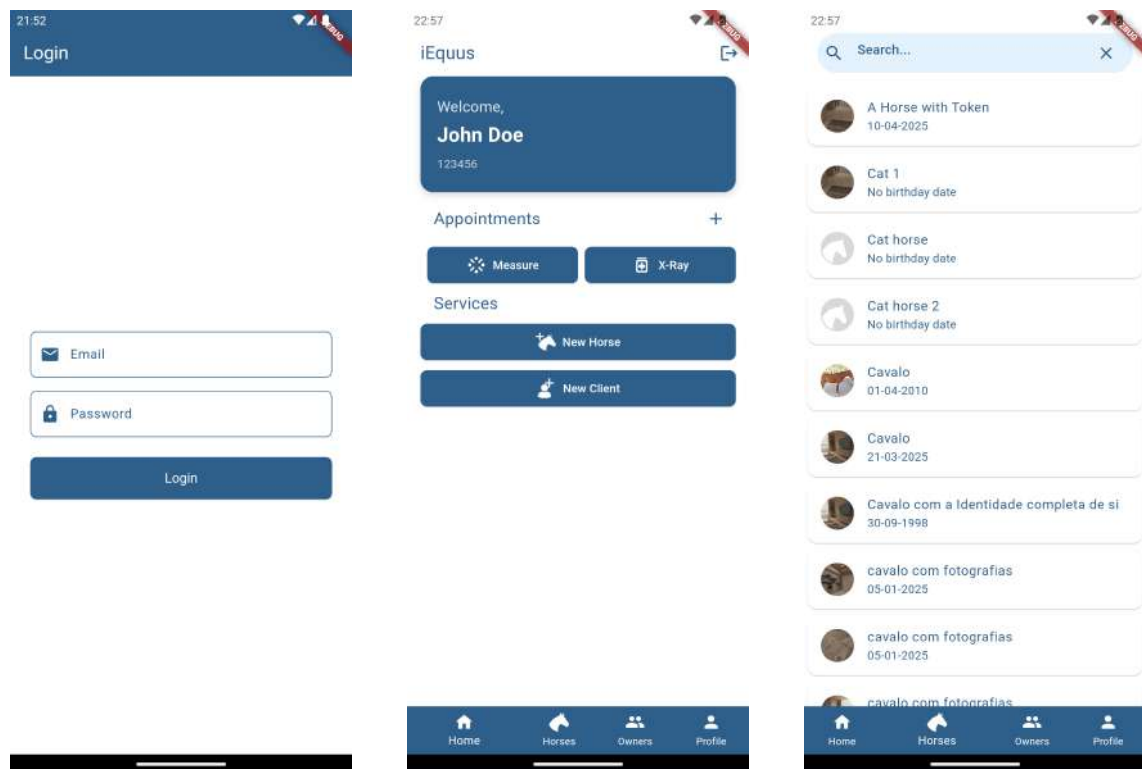 21:52
Login
Email
Password
Login
22:57
iEquus
Welcome,
John Doe
123456
Appointments
Measure
X-Ray
Services
New Horse
New Client
Home
Horses
Owners
Profile
22:57
Search...
A Horse with Token
10-04-2025
Cat 1
No birthday date
Cat horse
No birthday date
Cat horse 2
No birthday date
Cavalo
01-04-2010
Cavalo
21-03-2025
Cavalo com a Identidade completa de si
30-09-1998
cavalo com fotografias
05-01-2025
cavalo com fotografias
05-01-2025
cavalo com fotografias
Home
Horses
Owners
Profile